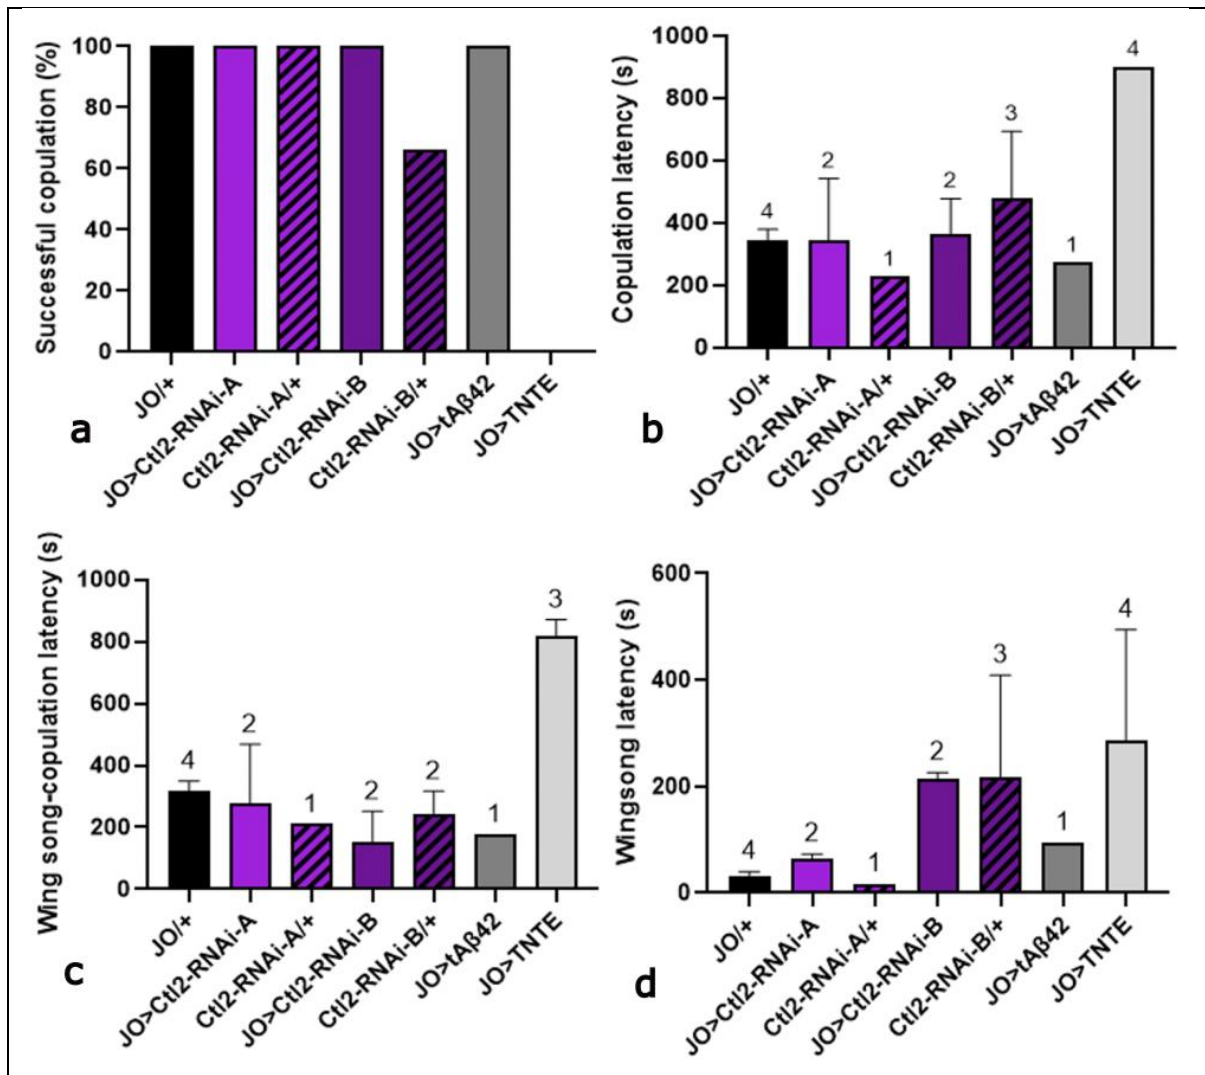 Successful copulation (%)
100
80
60
40
20
0
JO/+
JO>Ctl2-RNAi-A
Ctl2-RNAi-A/+
JO>Ctl2-RNAi-B
Ctl2-RNAi-B/+
JO>tAβ42
JO>TNTE
a
Copulation latency (s)
1000
800
600
400
200
0
4
2
1
2
3
1
4
JO/+
JO>Ctl2-RNAi-A
Ctl2-RNAi-A/+
JO>Ctl2-RNAi-B
Ctl2-RNAi-B/+
JO>tAβ42
JO>TNTE
b
Wing song-copulation latency (s)
1000
800
600
400
200
0
4
2
1
2
2
1
3
JO/+
JO>Ctl2-RNAi-A
Ctl2-RNAi-A/+
JO>Ctl2-RNAi-B
Ctl2-RNAi-B/+
JO>tAβ42
JO>TNTE
c
Wingsong latency (s)
600
400
200
0
4
2
1
2
3
1
4
JO/+
JO>Ctl2-RNAi-A
Ctl2-RNAi-A/+
JO>Ctl2-RNAi-B
Ctl2-RNAi-B/+
JO>tAβ42
JO>TNTE
d